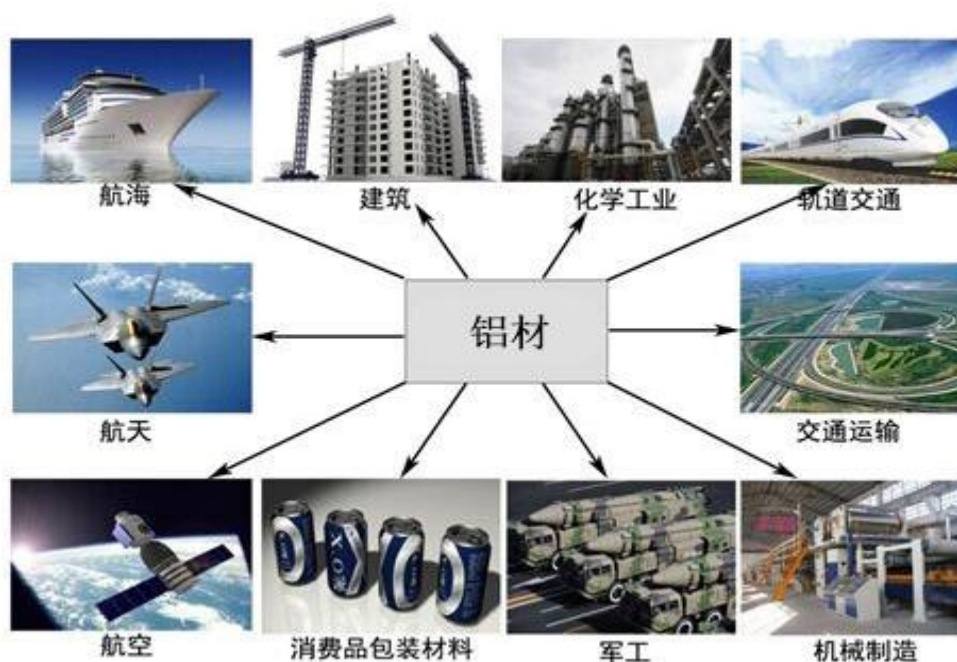 航海
建筑
化学工业
轨道交通
铝材
航天
交通运输
航空
消费品包装材料
军工
机械制造